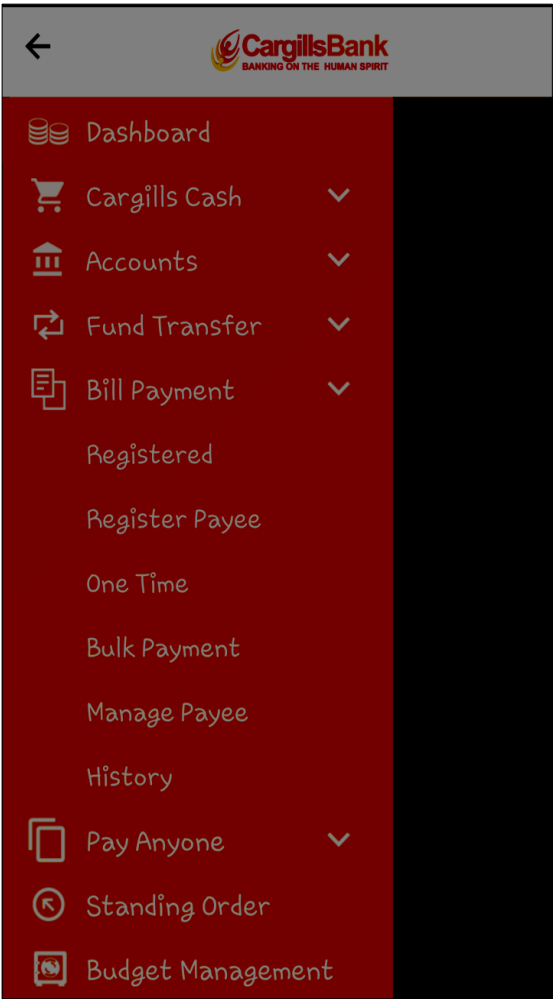 CargillsBank
BANKING ON THE HUMAN SPIRIT
Dashboard
Cargills Cash
Accounts
Fund Transfer
Bill Payment
Registered
Register Payee
One Time
Bulk Payment
Manage Payee
History
Pay Anyone
Standing Order
Budget Management